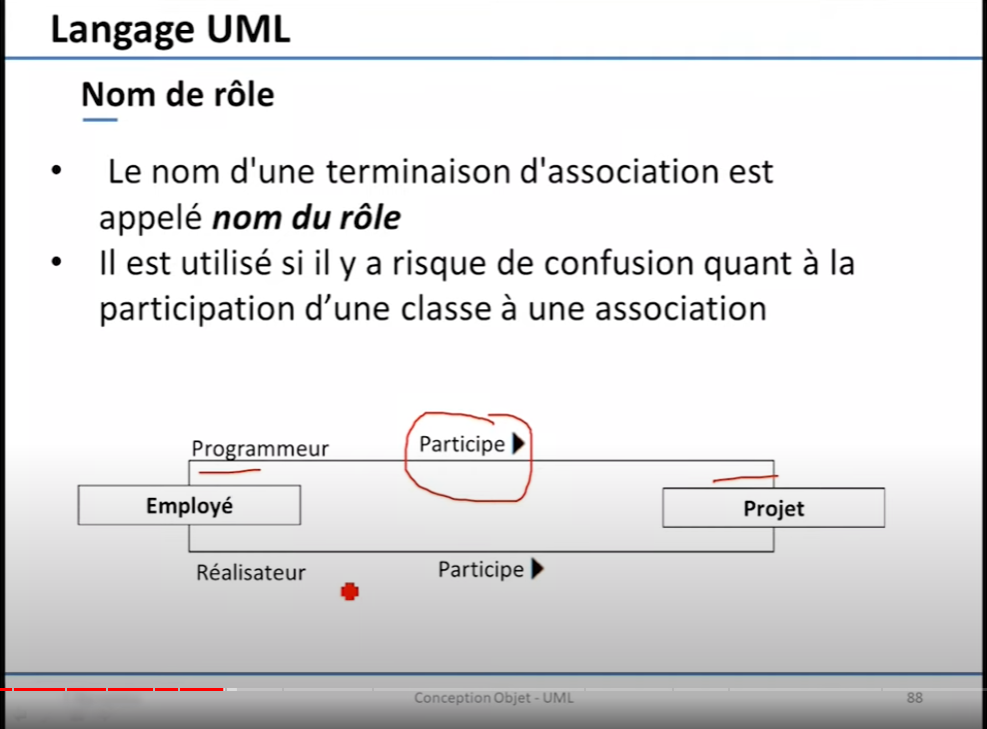 Langage UML
Nom de rôle
• Le nom d'une terminaison d'association est
appelé nom du rôle
• Il est utilisé si il y a risque de confusion quant à la
participation d’une classe à une association
Programmeur
Participe
Employé
Projet
Réalisateur
Participe
Conception Objet - UML
88